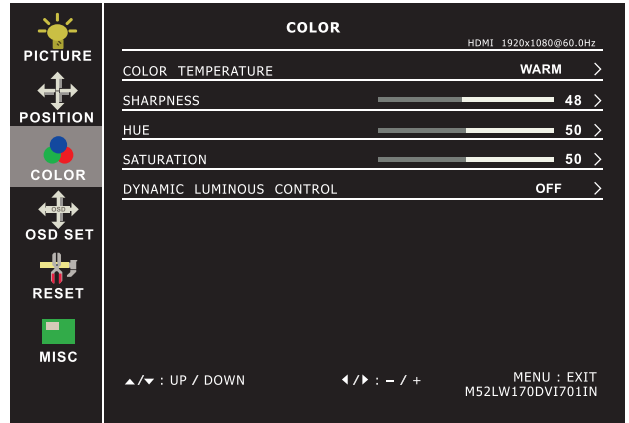 PICTURE
POSITION
COLOR
OSD
OSD SET
RESET
MISC
COLOR
HDMI 1920x1080@60.0Hz
COLOR TEMPERATURE WARM
SHARPNESS 48
HUE 50
SATURATION 50
DYNAMIC LUMINOUS CONTROL OFF
▲/▼ : UP / DOWN ◀/▶ : – / + MENU : EXIT
M52LW170DVI701IN